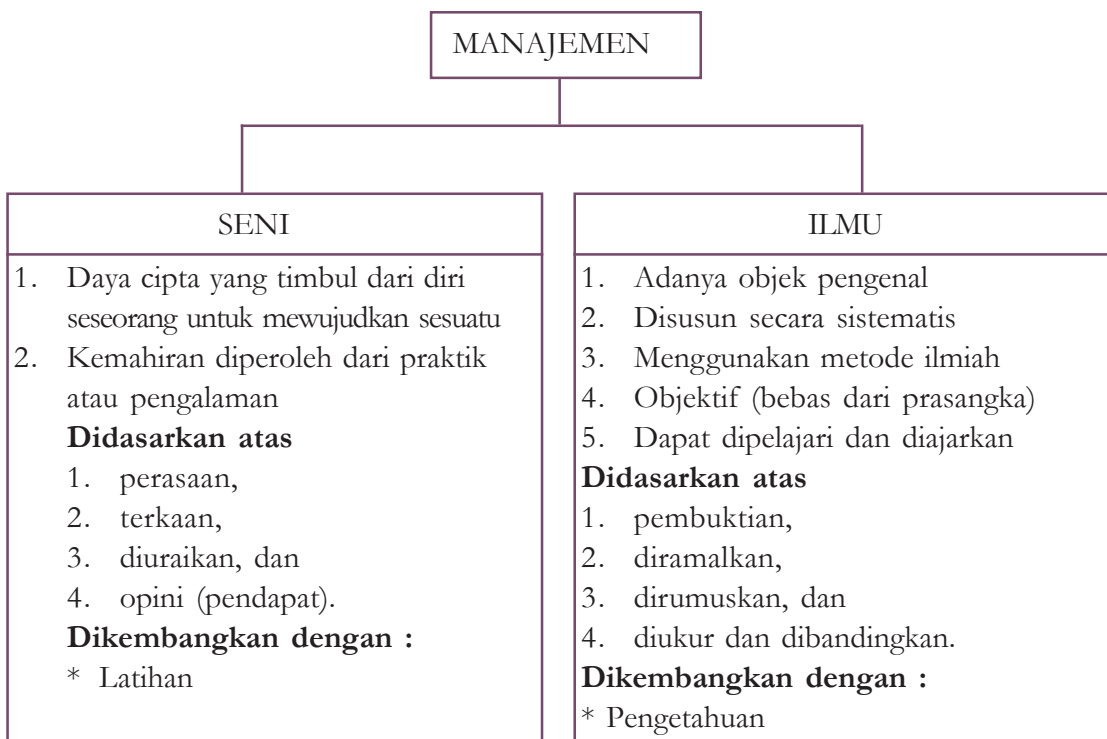 MANAJEMEN
SENI
1. Daya cipta yang timbul dari diri
seseorang untuk mewujudkan sesuatu
2. Kemahiran diperoleh dari praktik
atau pengalaman
Didasarkan atas
1. perasaan,
2. terkaan,
3. diuraikan, dan
4. opini (pendapat).
Dikembangkan dengan :
* Latihan
ILMU
1. Adanya objek pengenal
2. Disusun secara sistematis
3. Menggunakan metode ilmiah
4. Objektif (bebas dari prasangka)
5. Dapat dipelajari dan diajarkan
Didasarkan atas
1. pembuktian,
2. diramalkan,
3. dirumuskan, dan
4. diukur dan dibandingkan.
Dikembangkan dengan :
* Pengetahuan